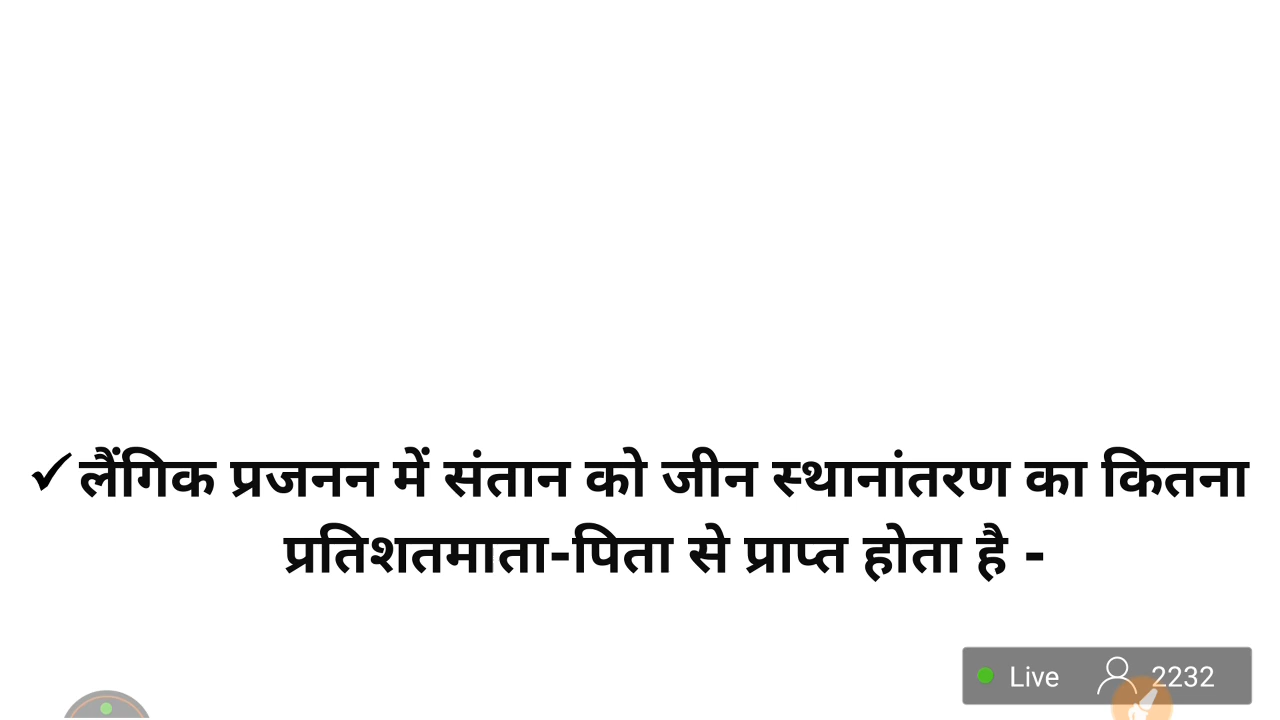 ✓लैंगिक प्रजनन में संतान को जीन स्थानांतरण का कितना
प्रतिशतमाता-पिता से प्राप्त होता है -
Live 2232